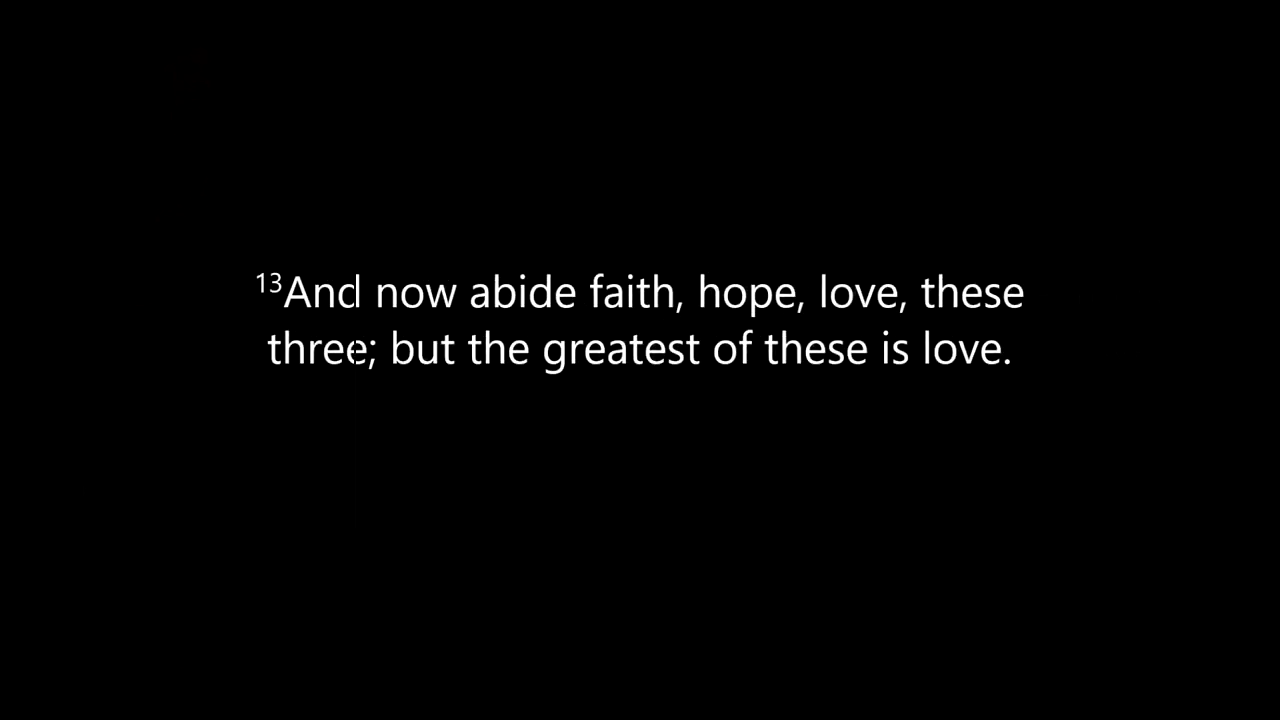 ¹³And now abide faith, hope, love, these
three; but the greatest of these is love.